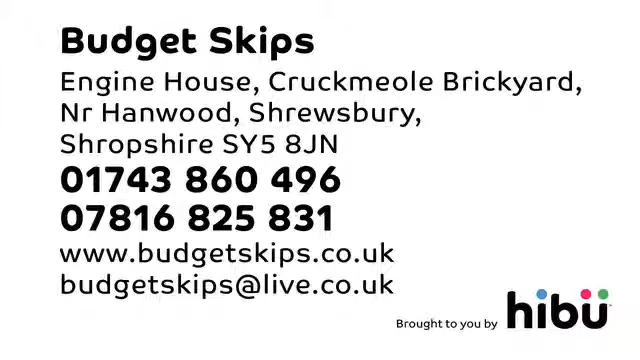 Budget Skips
Engine House, Cruckmeole Brickyard,
Nr Hanwood, Shrewsbury,
Shropshire SY5 8JN
01743 860 496
07816 825 831
www.budgetskips.co.uk
budgetskips@live.co.uk
Brought to you by hibü